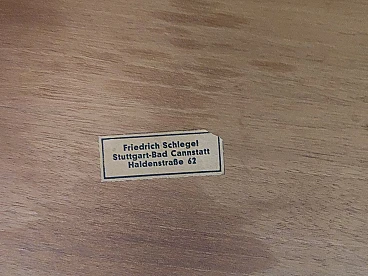 Friedrich Schlegel
Stuttgart-Bad Cannstatt
Haldenstraße 62